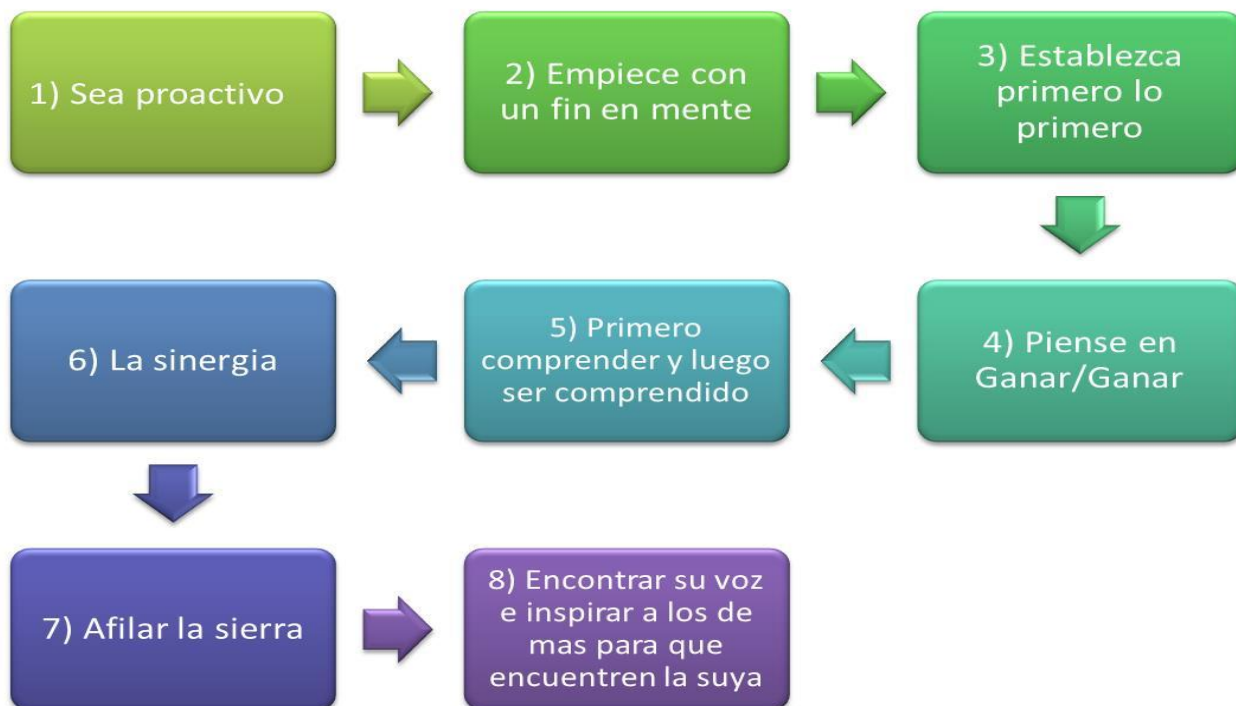 1) Sea proactivo
2) Empiece con
un fin en mente
3) Establezca
primero lo
primero
4) Piense en
Ganar/Ganar
5) Primero
comprender y luego
ser comprendido
6) La sinergia
7) Afilar la sierra
8) Encontrar su voz
e inspirar a los de
mas para que
encuentren la suya